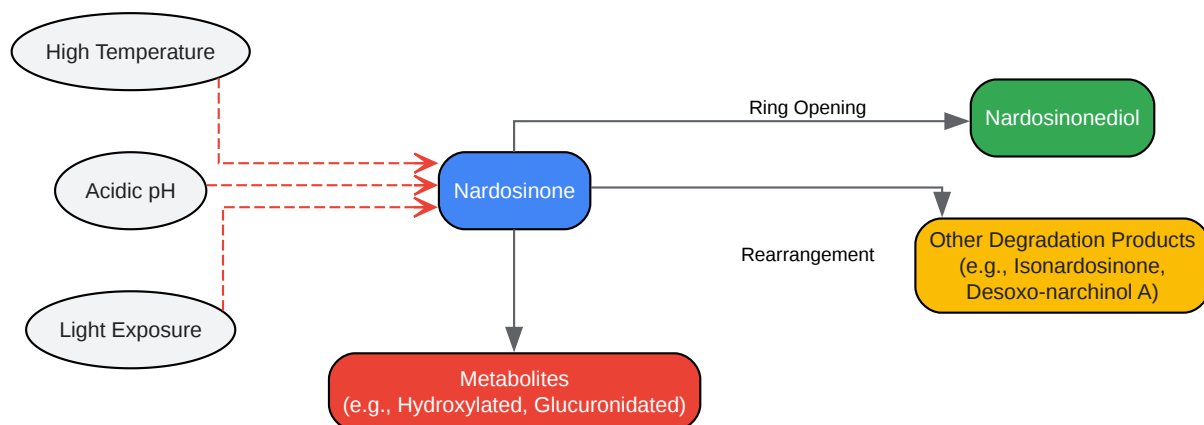 High Temperature
Ring Opening
Nardosinonediol
Acidic pH
Nardosinone
Rearrangement
Other Degradation Products
(e.g., Isonardosinone,
Desoxo-narchinol A)
Light Exposure
Metabolites
(e.g., Hydroxylated, Glucuronidated)